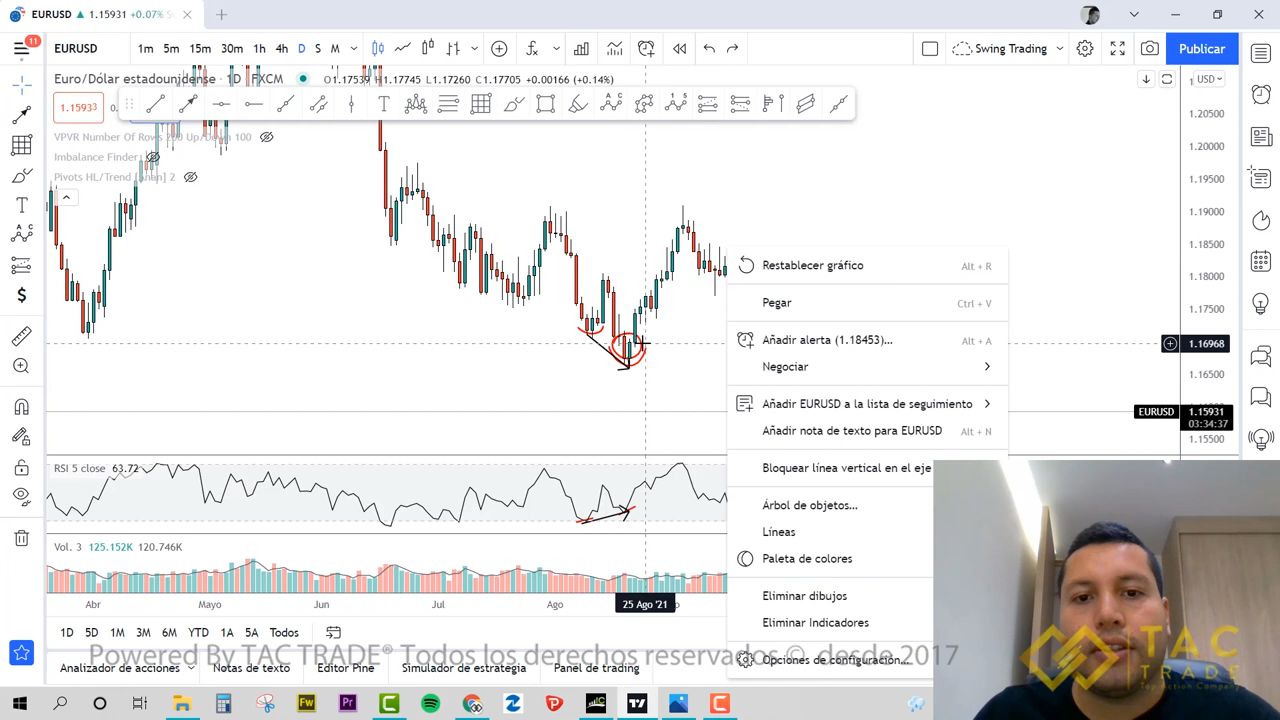 EURUSD ▲ 1.15931 +0.07%
11
EURUSD 1m 5m 15m 30m 1h 4h D S M
Swing Trading
Publicar
Euro/Dólar estadounidense · 1D FXCM O1.17539 H1.17745 L1.17260 C1.17705 +0.00166 (+0.14%)
USD
1.15933
VPVR Number Of Rows Up/Down 100
Imbalance Finder
Pivots HL/Trend 2
1.20500
1.20000
1.19500
1.19000
1.18500
1.18000
1.17500
1.16968
1.16500
EURUSD 1.15931
03:34:37
1.15500
Restablecer gráfico Alt + R
Pegar Ctrl + V
Añadir alerta (1.18453)... Alt + A
Negociar
Añadir EURUSD a la lista de seguimiento
Añadir nota de texto para EURUSD Alt + N
Bloquear línea vertical en el eje
Árbol de objetos...
Líneas
Paleta de colores
Eliminar dibujos
Eliminar Indicadores
Opciones de configuración...
RSI 5 close 63.72
Vol. 3 125.152K 120.746K
Abr Mayo Jun Jul Ago 25 Ago '21
1D 5D 1M 3M 6M YTD 1A 5A Todos
Powered By TAC TRADE® Todos los derechos reservados ©, desde 2017
Analizador de acciones Notas de texto Editor Pine Simulador de estrategia Panel de trading
TAC
TRADE